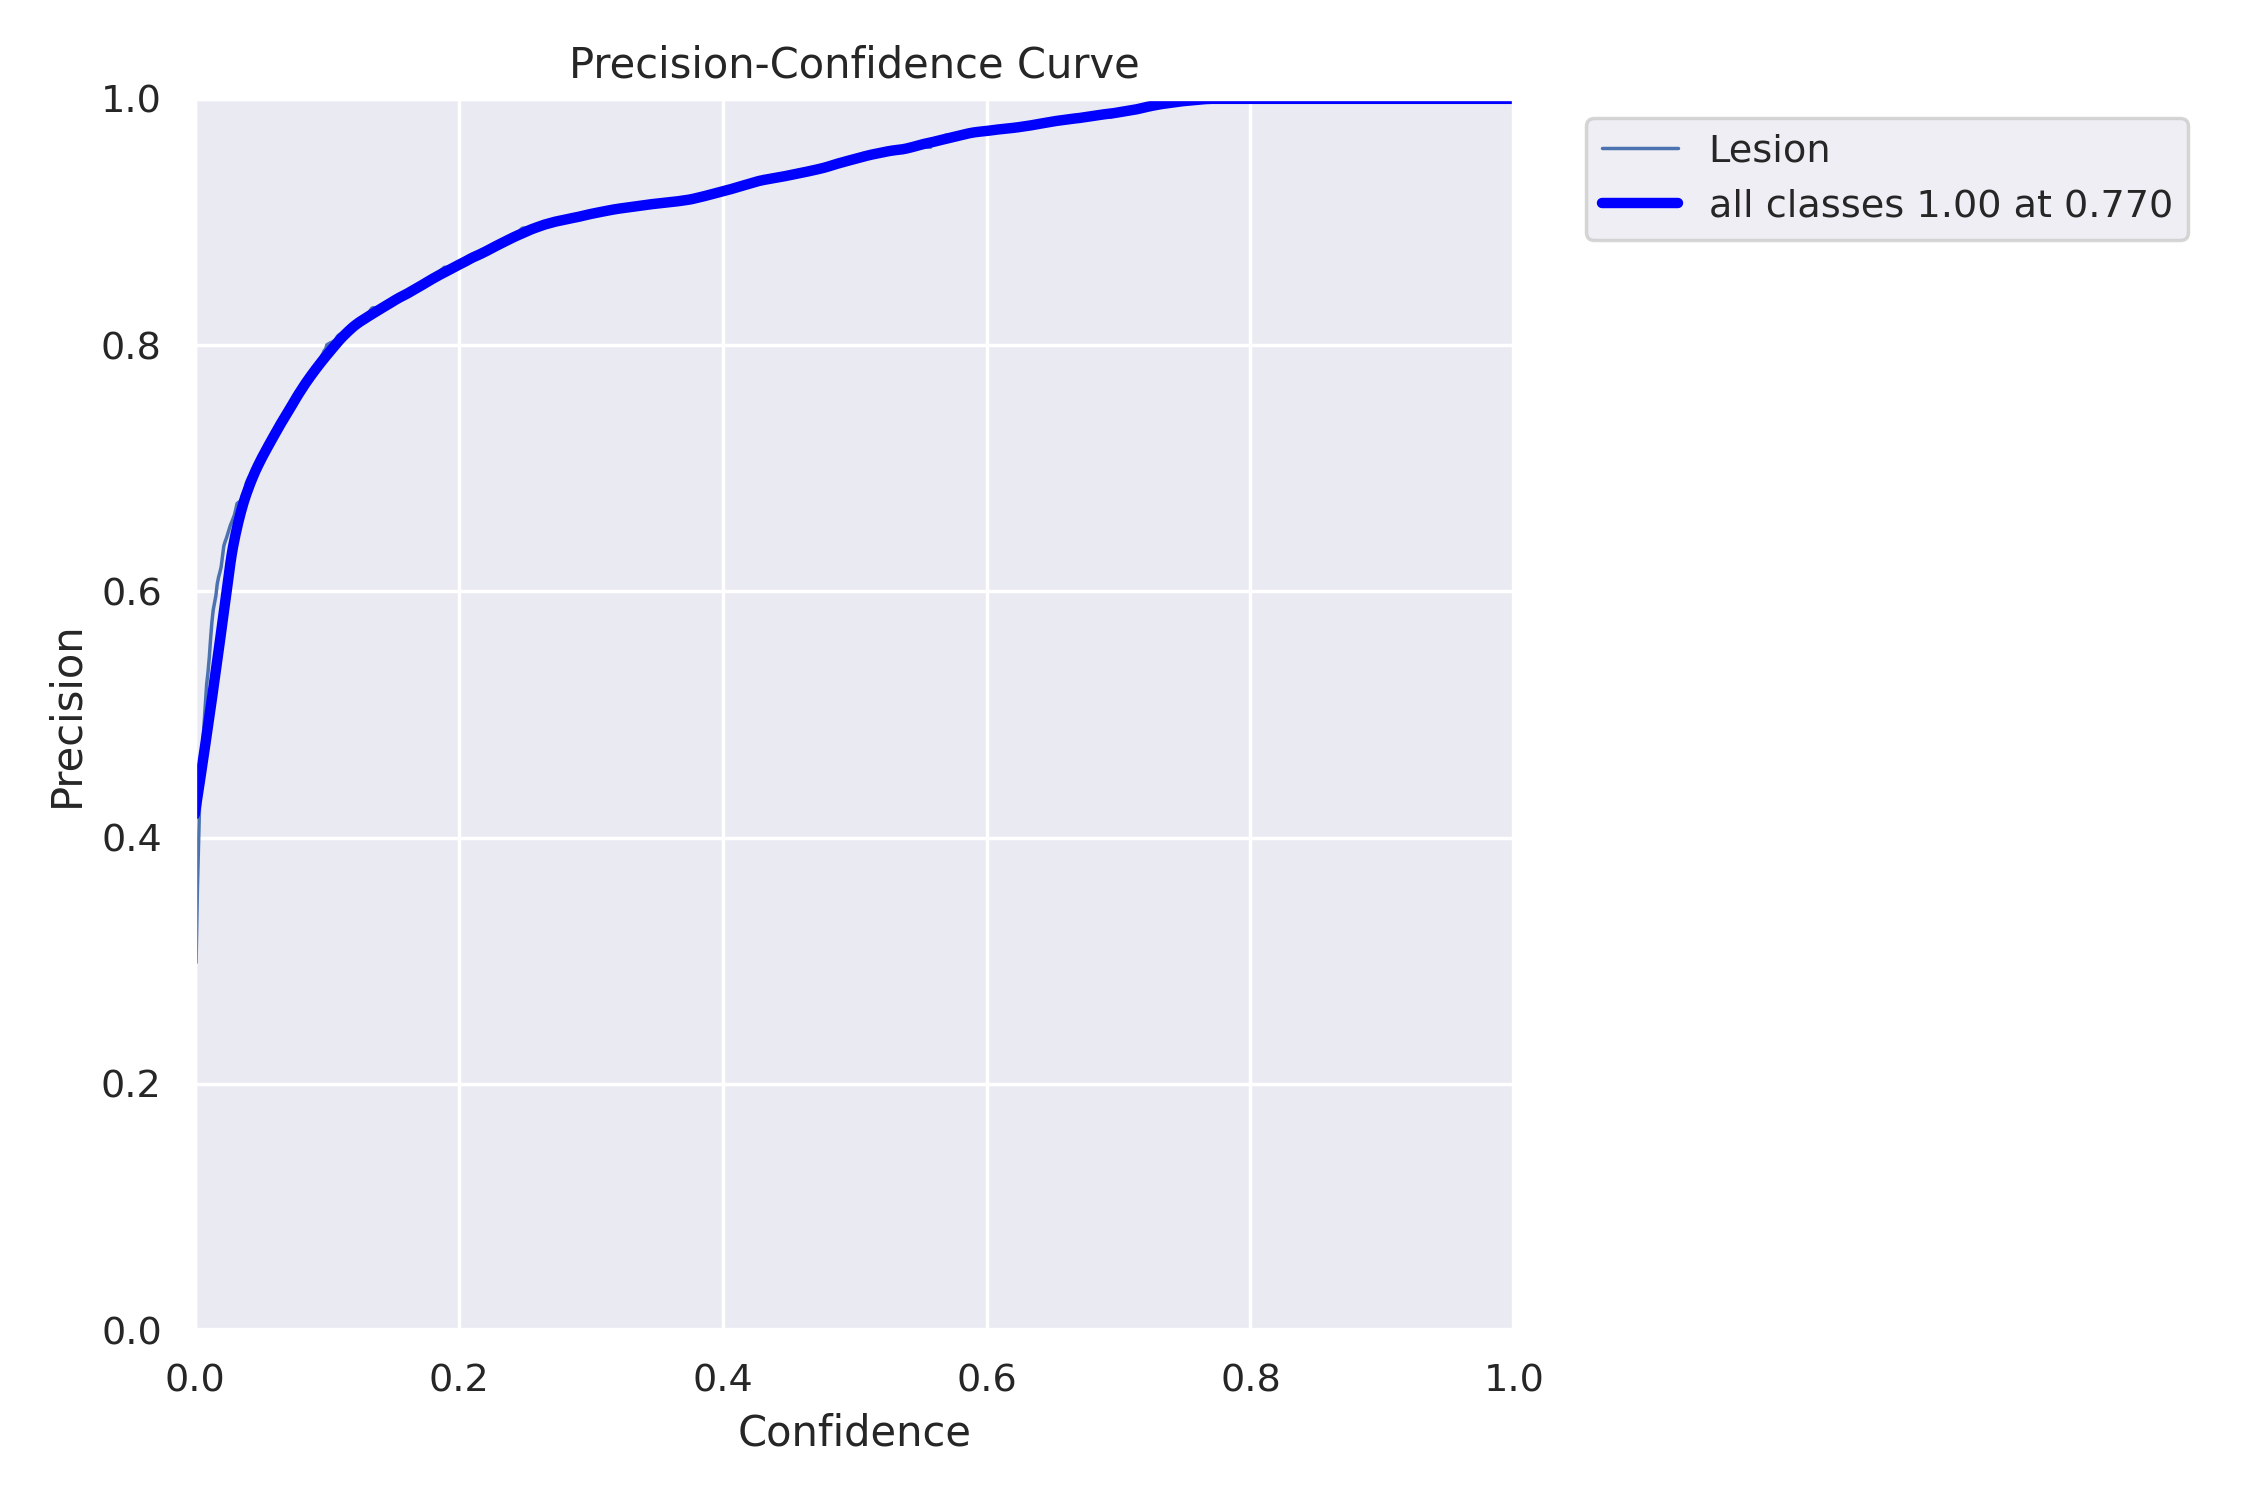 Precision-Confidence Curve
1.0
0.8
0.6
0.4
0.2
0.0
Precision
0.0 0.2 0.4 0.6 0.8 1.0
Confidence
Lesion
all classes 1.00 at 0.770